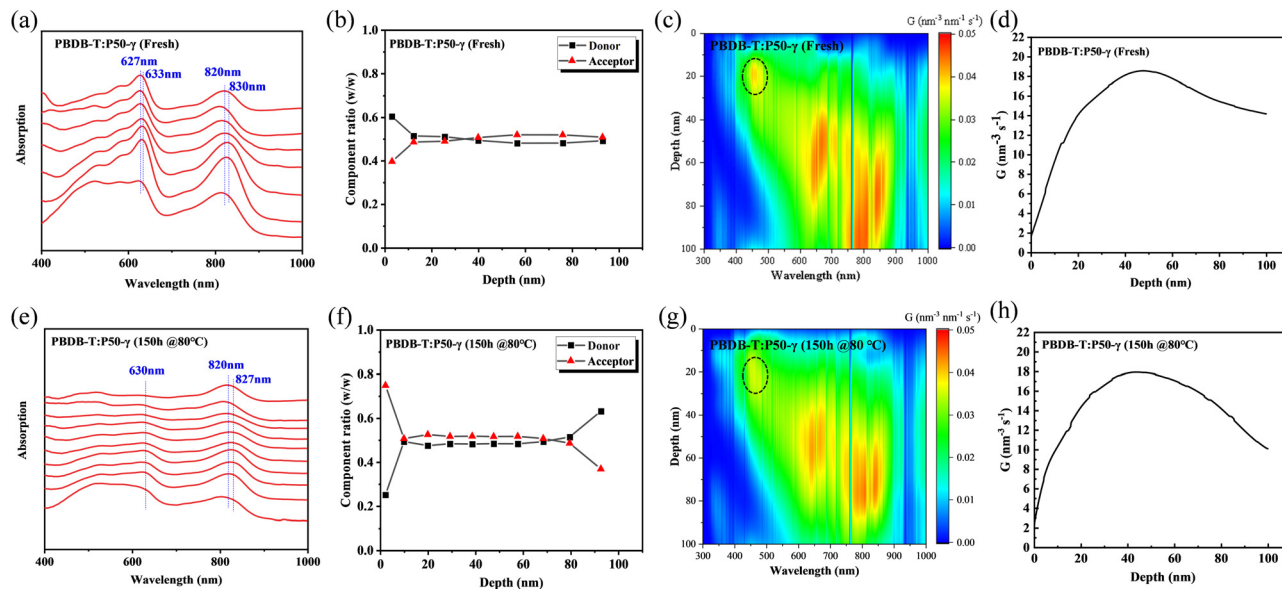 (a)
PBDB-T:P50-γ (Fresh)
627nm
633nm
820nm
830nm
Absorption
400
600
800
1000
Wavelength (nm)
(b)
PBDB-T:P50-γ (Fresh)
Donor
Acceptor
Component ratio (w/w)
1.0
0.8
0.6
0.4
0.2
0.0
0
20
40
60
80
100
Depth (nm)
(c)
G (nm⁻³ nm⁻¹ s⁻¹)
PBDB-T:P50-γ (Fresh)
Depth (nm)
0
20
40
60
80
100
300
400
500
600
700
800
900
1000
Wavelength (nm)
0.05
0.04
0.03
0.02
0.01
0.00
(d)
PBDB-T:P50-γ (Fresh)
G (nm⁻³ s⁻¹)
22
20
18
16
14
12
10
8
6
4
2
0
0
20
40
60
80
100
Depth (nm)
(e)
PBDB-T:P50-γ (150h @80℃)
630nm
820nm
827nm
Absorption
400
600
800
1000
Wavelength (nm)
(f)
PBDB-T:P50-γ (150h @80℃)
Donor
Acceptor
Component ratio (w/w)
1.0
0.8
0.6
0.4
0.2
0.0
0
20
40
60
80
100
Depth (nm)
(g)
G (nm⁻³ nm⁻¹ s⁻¹)
PBDB-T:P50-γ (150h @80 ℃)
Depth (nm)
0
20
40
60
80
100
300
400
500
600
700
800
900
1000
Wavelength (nm)
0.05
0.04
0.03
0.02
0.01
0.00
(h)
PBDB-T:P50-γ (150h @80℃)
G (nm⁻³ s⁻¹)
22
20
18
16
14
12
10
8
6
4
2
0
0
20
40
60
80
100
Depth (nm)